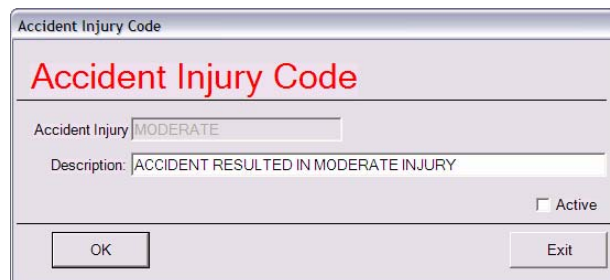 Accident Injury Code
Accident Injury Code
Accident Injury MODERATE
Description: ACCIDENT RESULTED IN MODERATE INJURY
Active
OK Exit